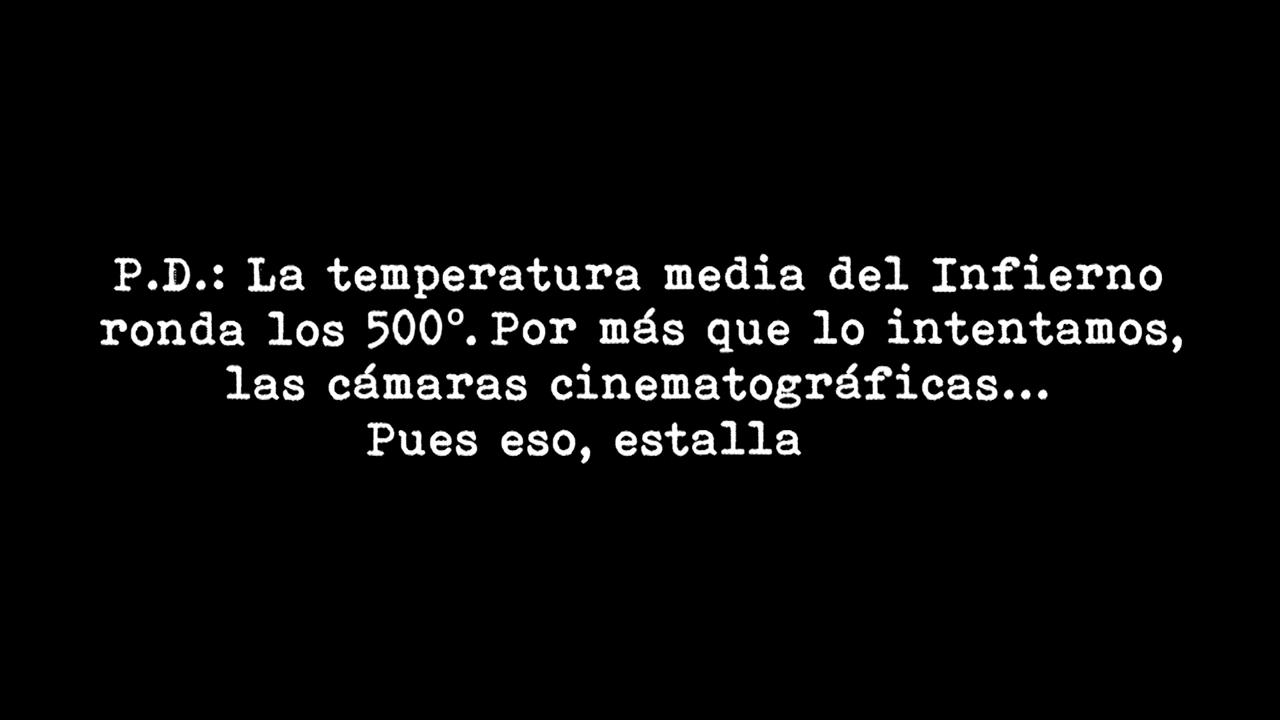 P.D.: La temperatura media del Infierno
ronda los 500º. Por más que lo intentamos,
las cámaras cinematográficas...
Pues eso, estalla